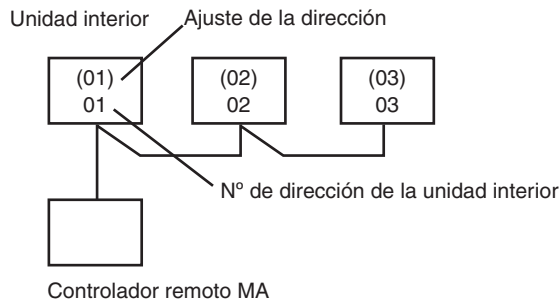 Unidad interior
Ajuste de la dirección
(01)
01
(02)
02
(03)
03
Nº de dirección de la unidad interior
Controlador remoto MA